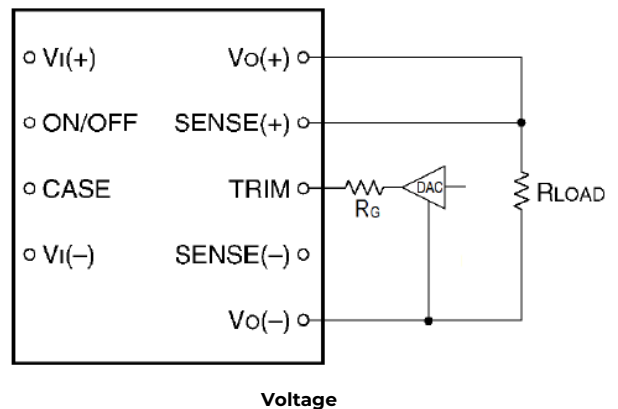 VI(+) VO(+)
ON/OFF SENSE(+)
CASE TRIM DAC RLOAD
RG
VI(–) SENSE(–)
VO(–)
Voltage